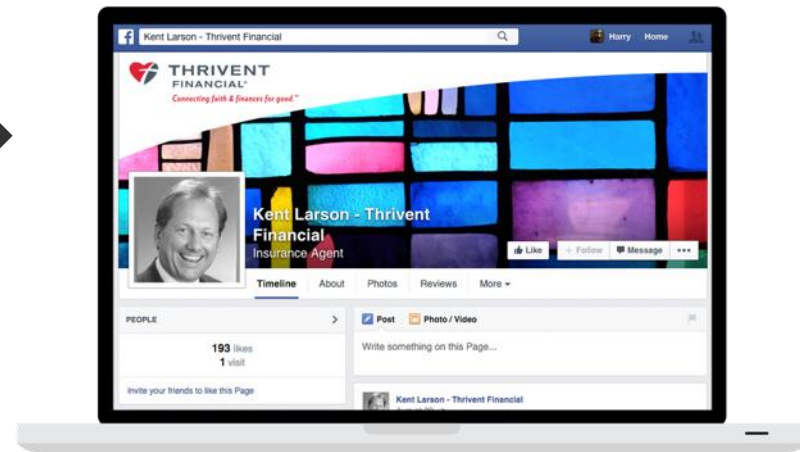 Kent Larson - Thrivent Financial
Harry Home
THRIVENT
FINANCIAL®
Connecting faith & finances for good.™
Kent Larson - Thrivent
Financial
Insurance Agent
Like + Follow Message
Timeline About Photos Reviews More
PEOPLE
193 likes
1 visit
Invite your friends to like this Page
Post Photo / Video
Write something on this Page...
Kent Larson - Thrivent Financial